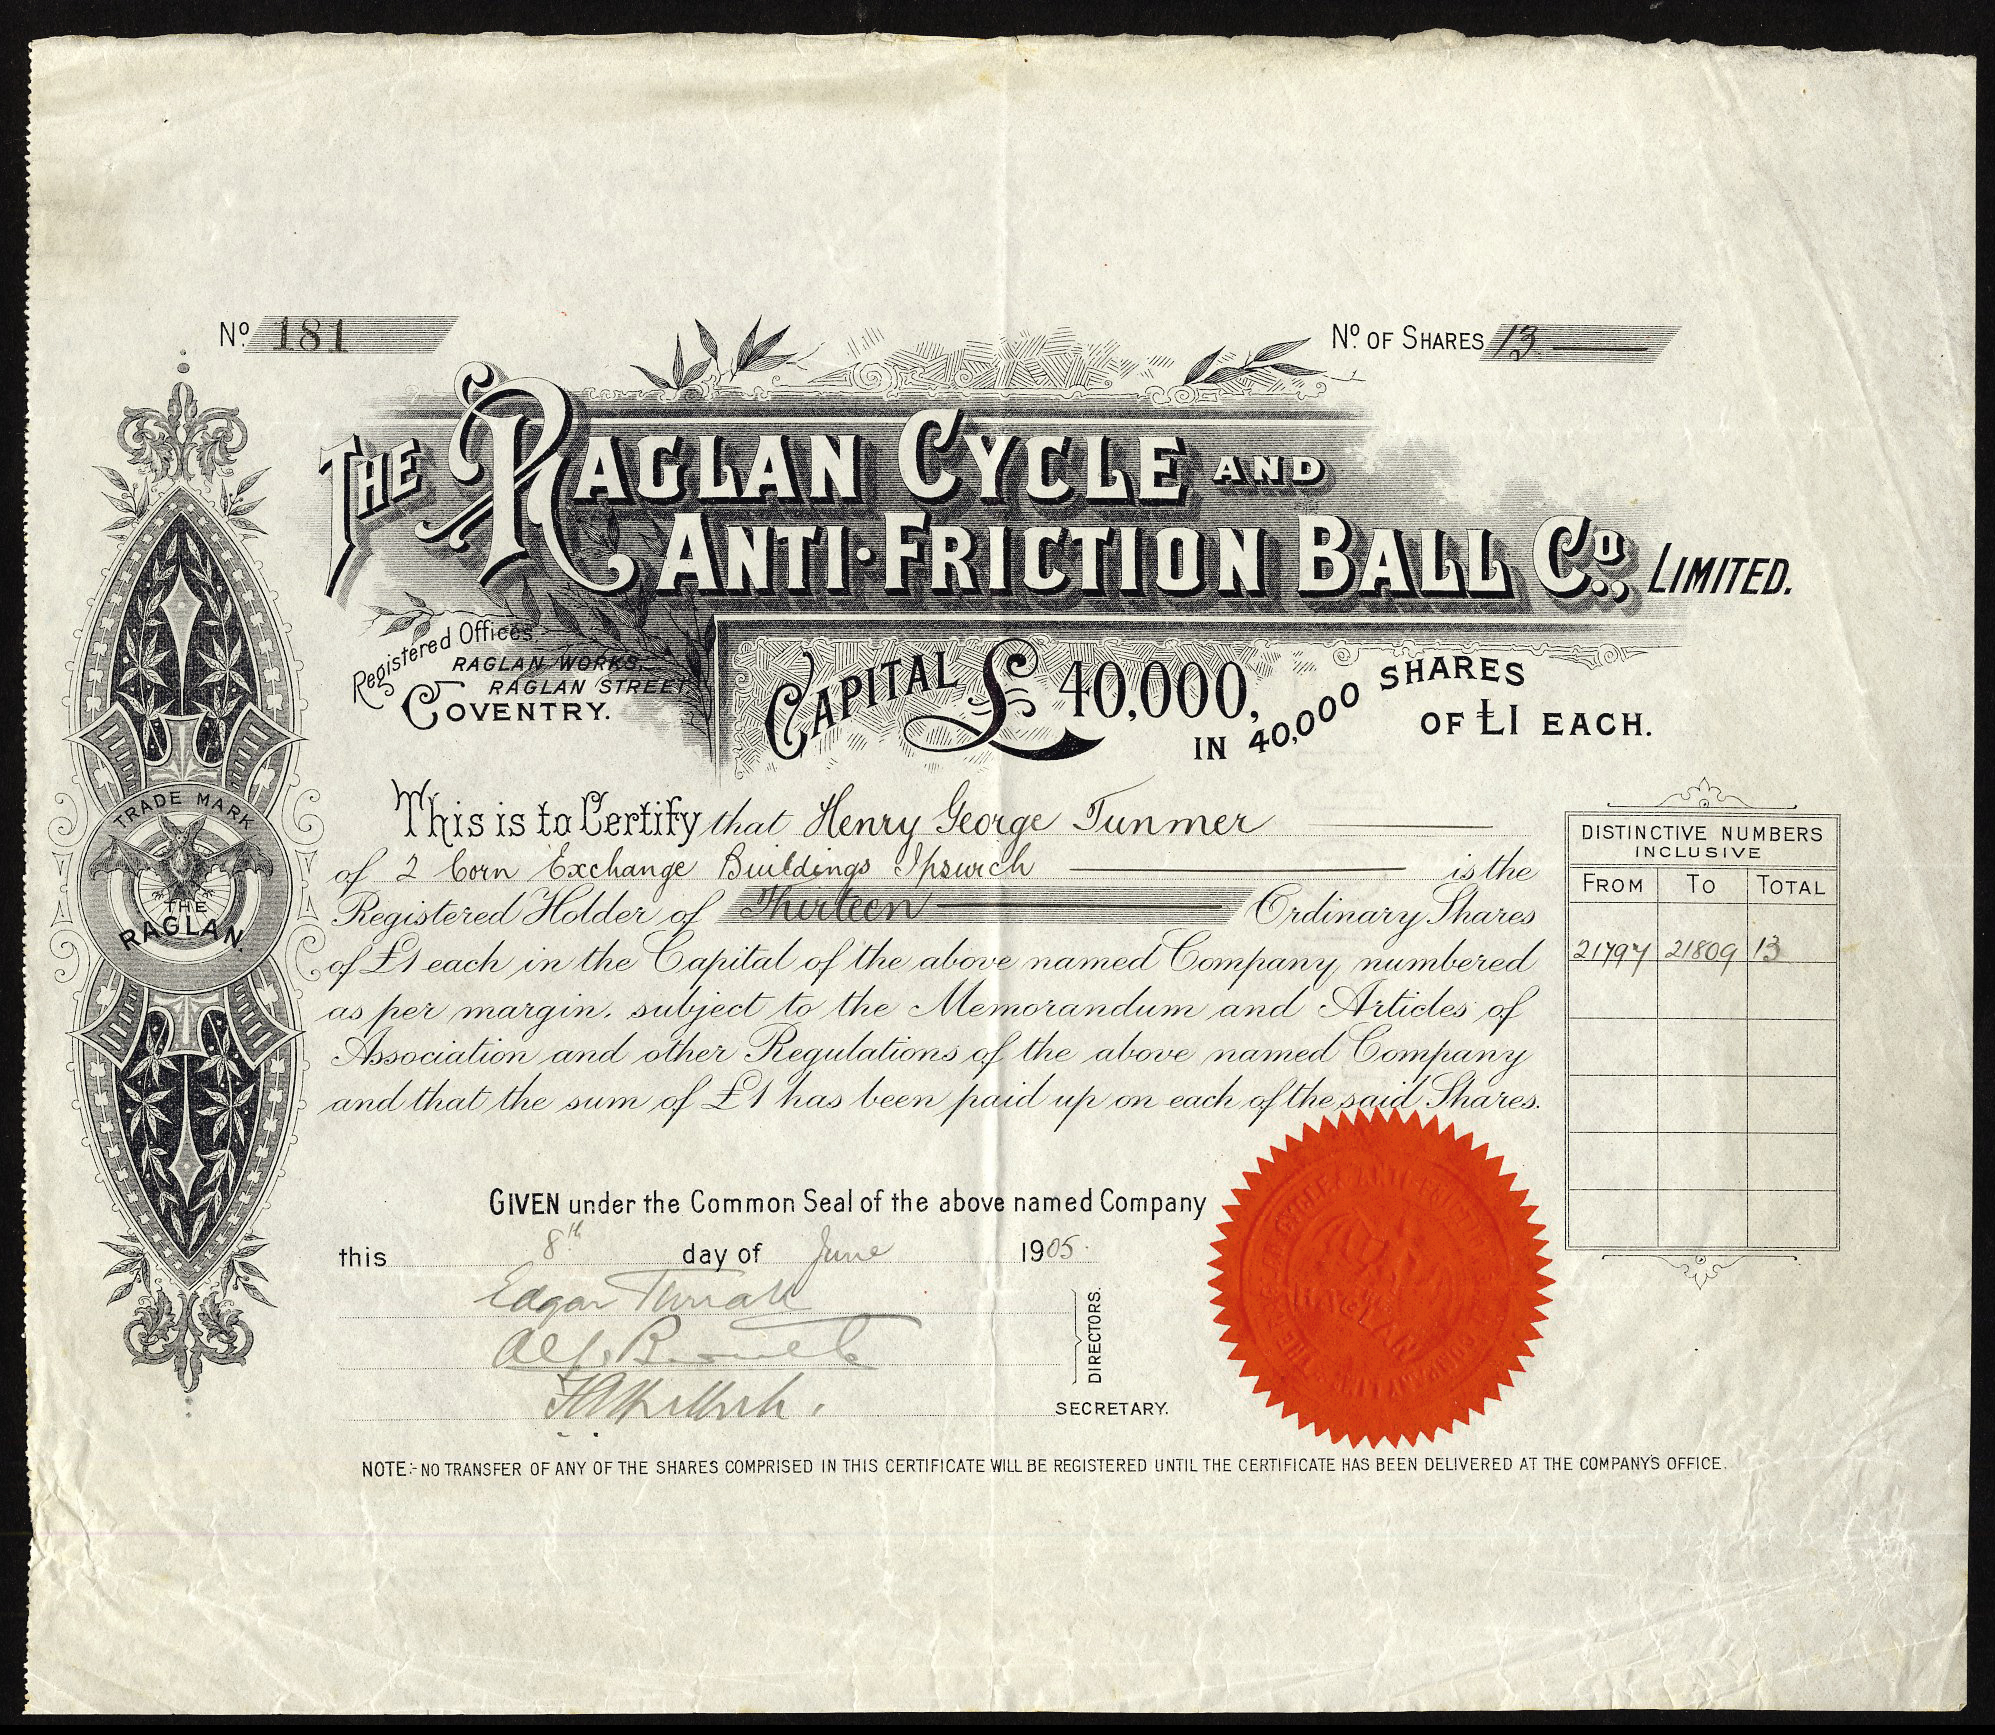 Nº 181
Nº OF SHARES 13
THE RAGLAN CYCLE AND
ANTI-FRICTION BALL Cº., LIMITED.
Registered Offices
RAGLAN WORKS,
RAGLAN STREET,
COVENTRY.
CAPITAL £40,000,
IN 40,000 SHARES
OF £1 EACH.
TRADE MARK
THE
RAGLAN.
This is to Certify that Henry George Tunmer
of 2 Corn Exchange Buildings Ipswich is the
Registered Holder of Thirteen Ordinary Shares
of £1 each in the Capital of the above named Company, numbered
as per margin, subject to the Memorandum and Articles of
Association and other Regulations of the above named Company
and that the sum of £1 has been paid up on each of the said Shares.
DISTINCTIVE NUMBERS
INCLUSIVE
FROM TO TOTAL
21797 21809 13
GIVEN under the Common Seal of the above named Company
this 8th day of June 1905.
Edgar
Alf.
DIRECTORS.
SECRETARY.
RAGLAN
NOTE:- NO TRANSFER OF ANY OF THE SHARES COMPRISED IN THIS CERTIFICATE WILL BE REGISTERED UNTIL THE CERTIFICATE HAS BEEN DELIVERED AT THE COMPANY'S OFFICE.